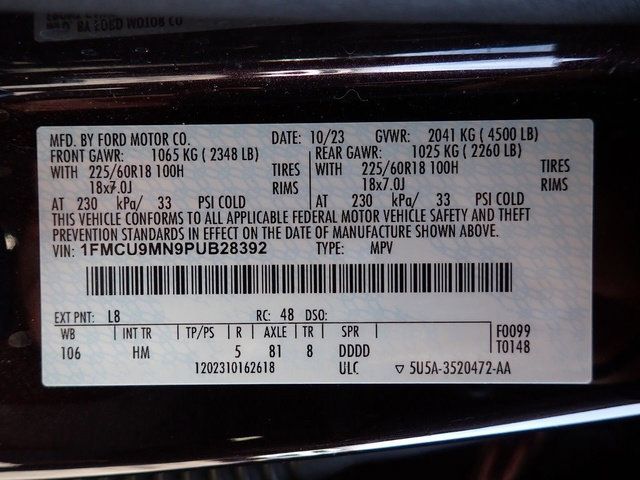 BY FORD MOTOR CO
MFD. BY FORD MOTOR CO. DATE: 10/23 GVWR: 2041 KG ( 4500 LB)
FRONT GAWR: 1065 KG ( 2348 LB) REAR GAWR: 1025 KG ( 2260 LB)
WITH 225/60R18 100H TIRES WITH 225/60R18 100H TIRES
18x7.0J RIMS 18x7.0J RIMS
AT 230 kPa/ 33 PSI COLD AT 230 kPa/ 33 PSI COLD
THIS VEHICLE CONFORMS TO ALL APPLICABLE FEDERAL MOTOR VEHICLE SAFETY AND THEFT
PREVENTION STANDARDS IN EFFECT ON THE DATE OF MANUFACTURE SHOWN ABOVE.
VIN: 1FMCU9MN9PUB28392 TYPE: MPV
EXT PNT: L8 RC: 48 DSO:
WB INT TR TP/PS R AXLE TR SPR F0099
106 HM 5 81 8 DDDD T0148
1202310162618 ULC ▽ 5U5A-3520472-AA